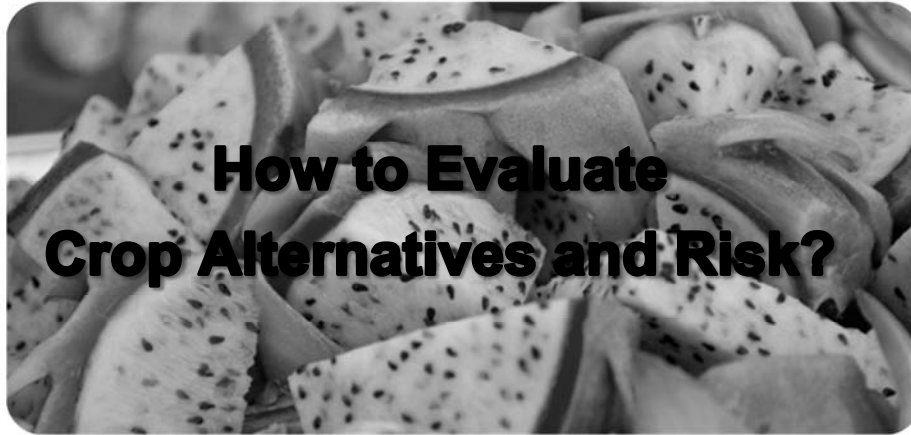 How to Evaluate
Crop Alternatives and Risk?